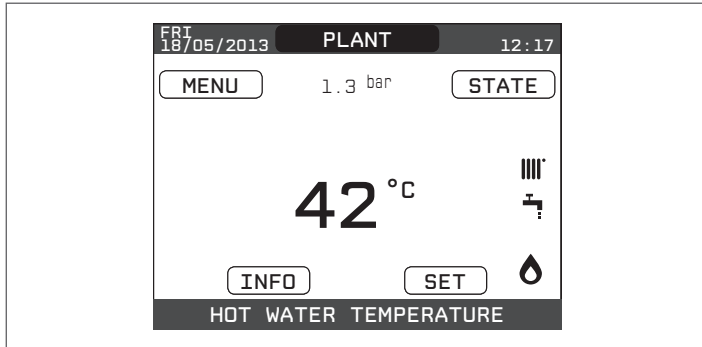 FRI
18/05/2013 PLANT 12:17
MENU 1.3 bar STATE
42 °C
INFO SET
HOT WATER TEMPERATURE